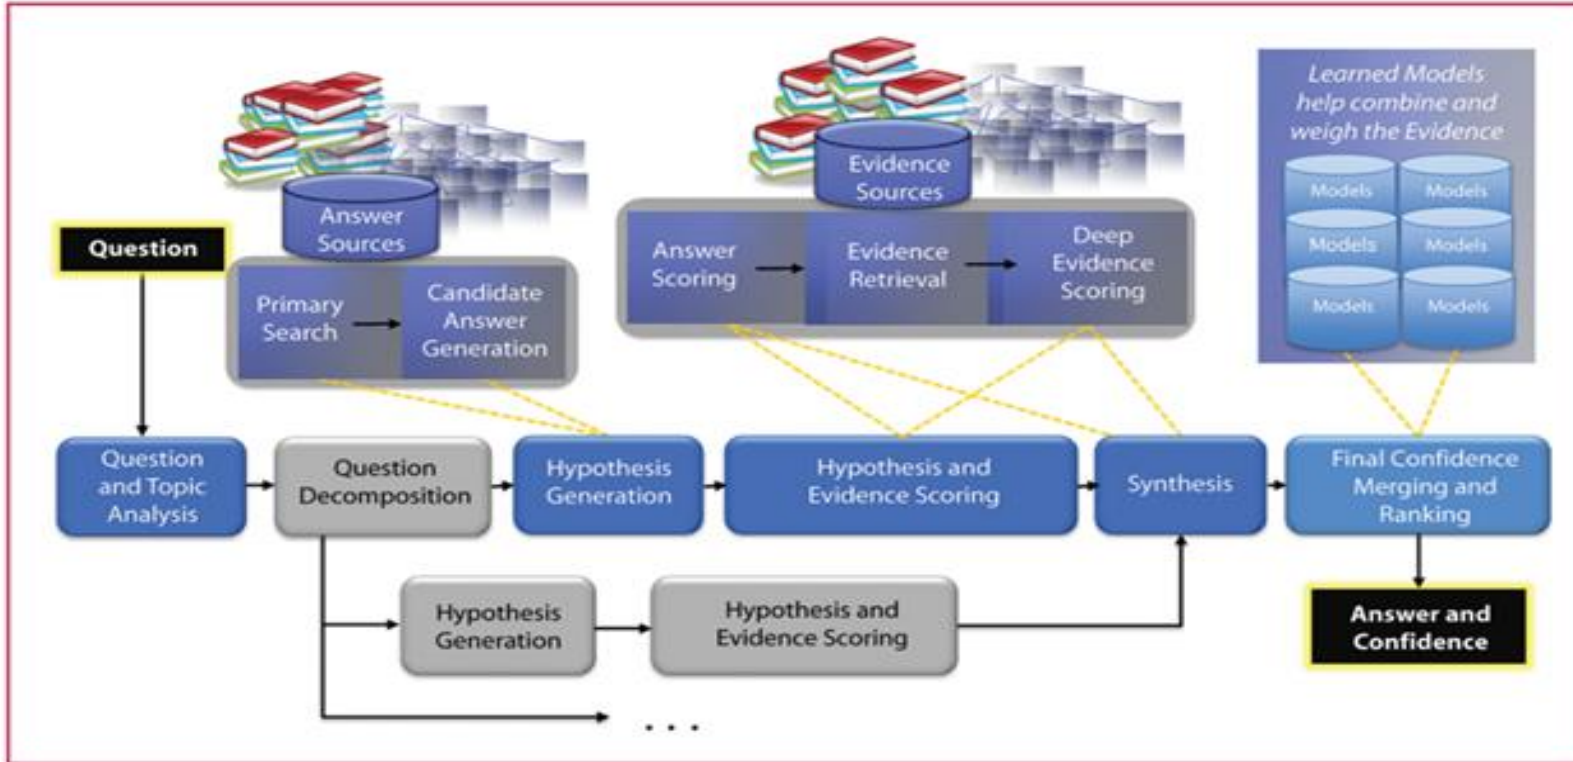 Learned Models
help combine and
weigh the Evidence
Models
Models
Models
Models
Models
Models
Evidence
Sources
Answer
Sources
Question
Primary
Search
Candidate
Answer
Generation
Answer
Scoring
Evidence
Retrieval
Deep
Evidence
Scoring
Question
and Topic
Analysis
Question
Decomposition
Hypothesis
Generation
Hypothesis and
Evidence Scoring
Synthesis
Final Confidence
Merging and
Ranking
Hypothesis
Generation
Hypothesis and
Evidence Scoring
Answer and
Confidence
. . .